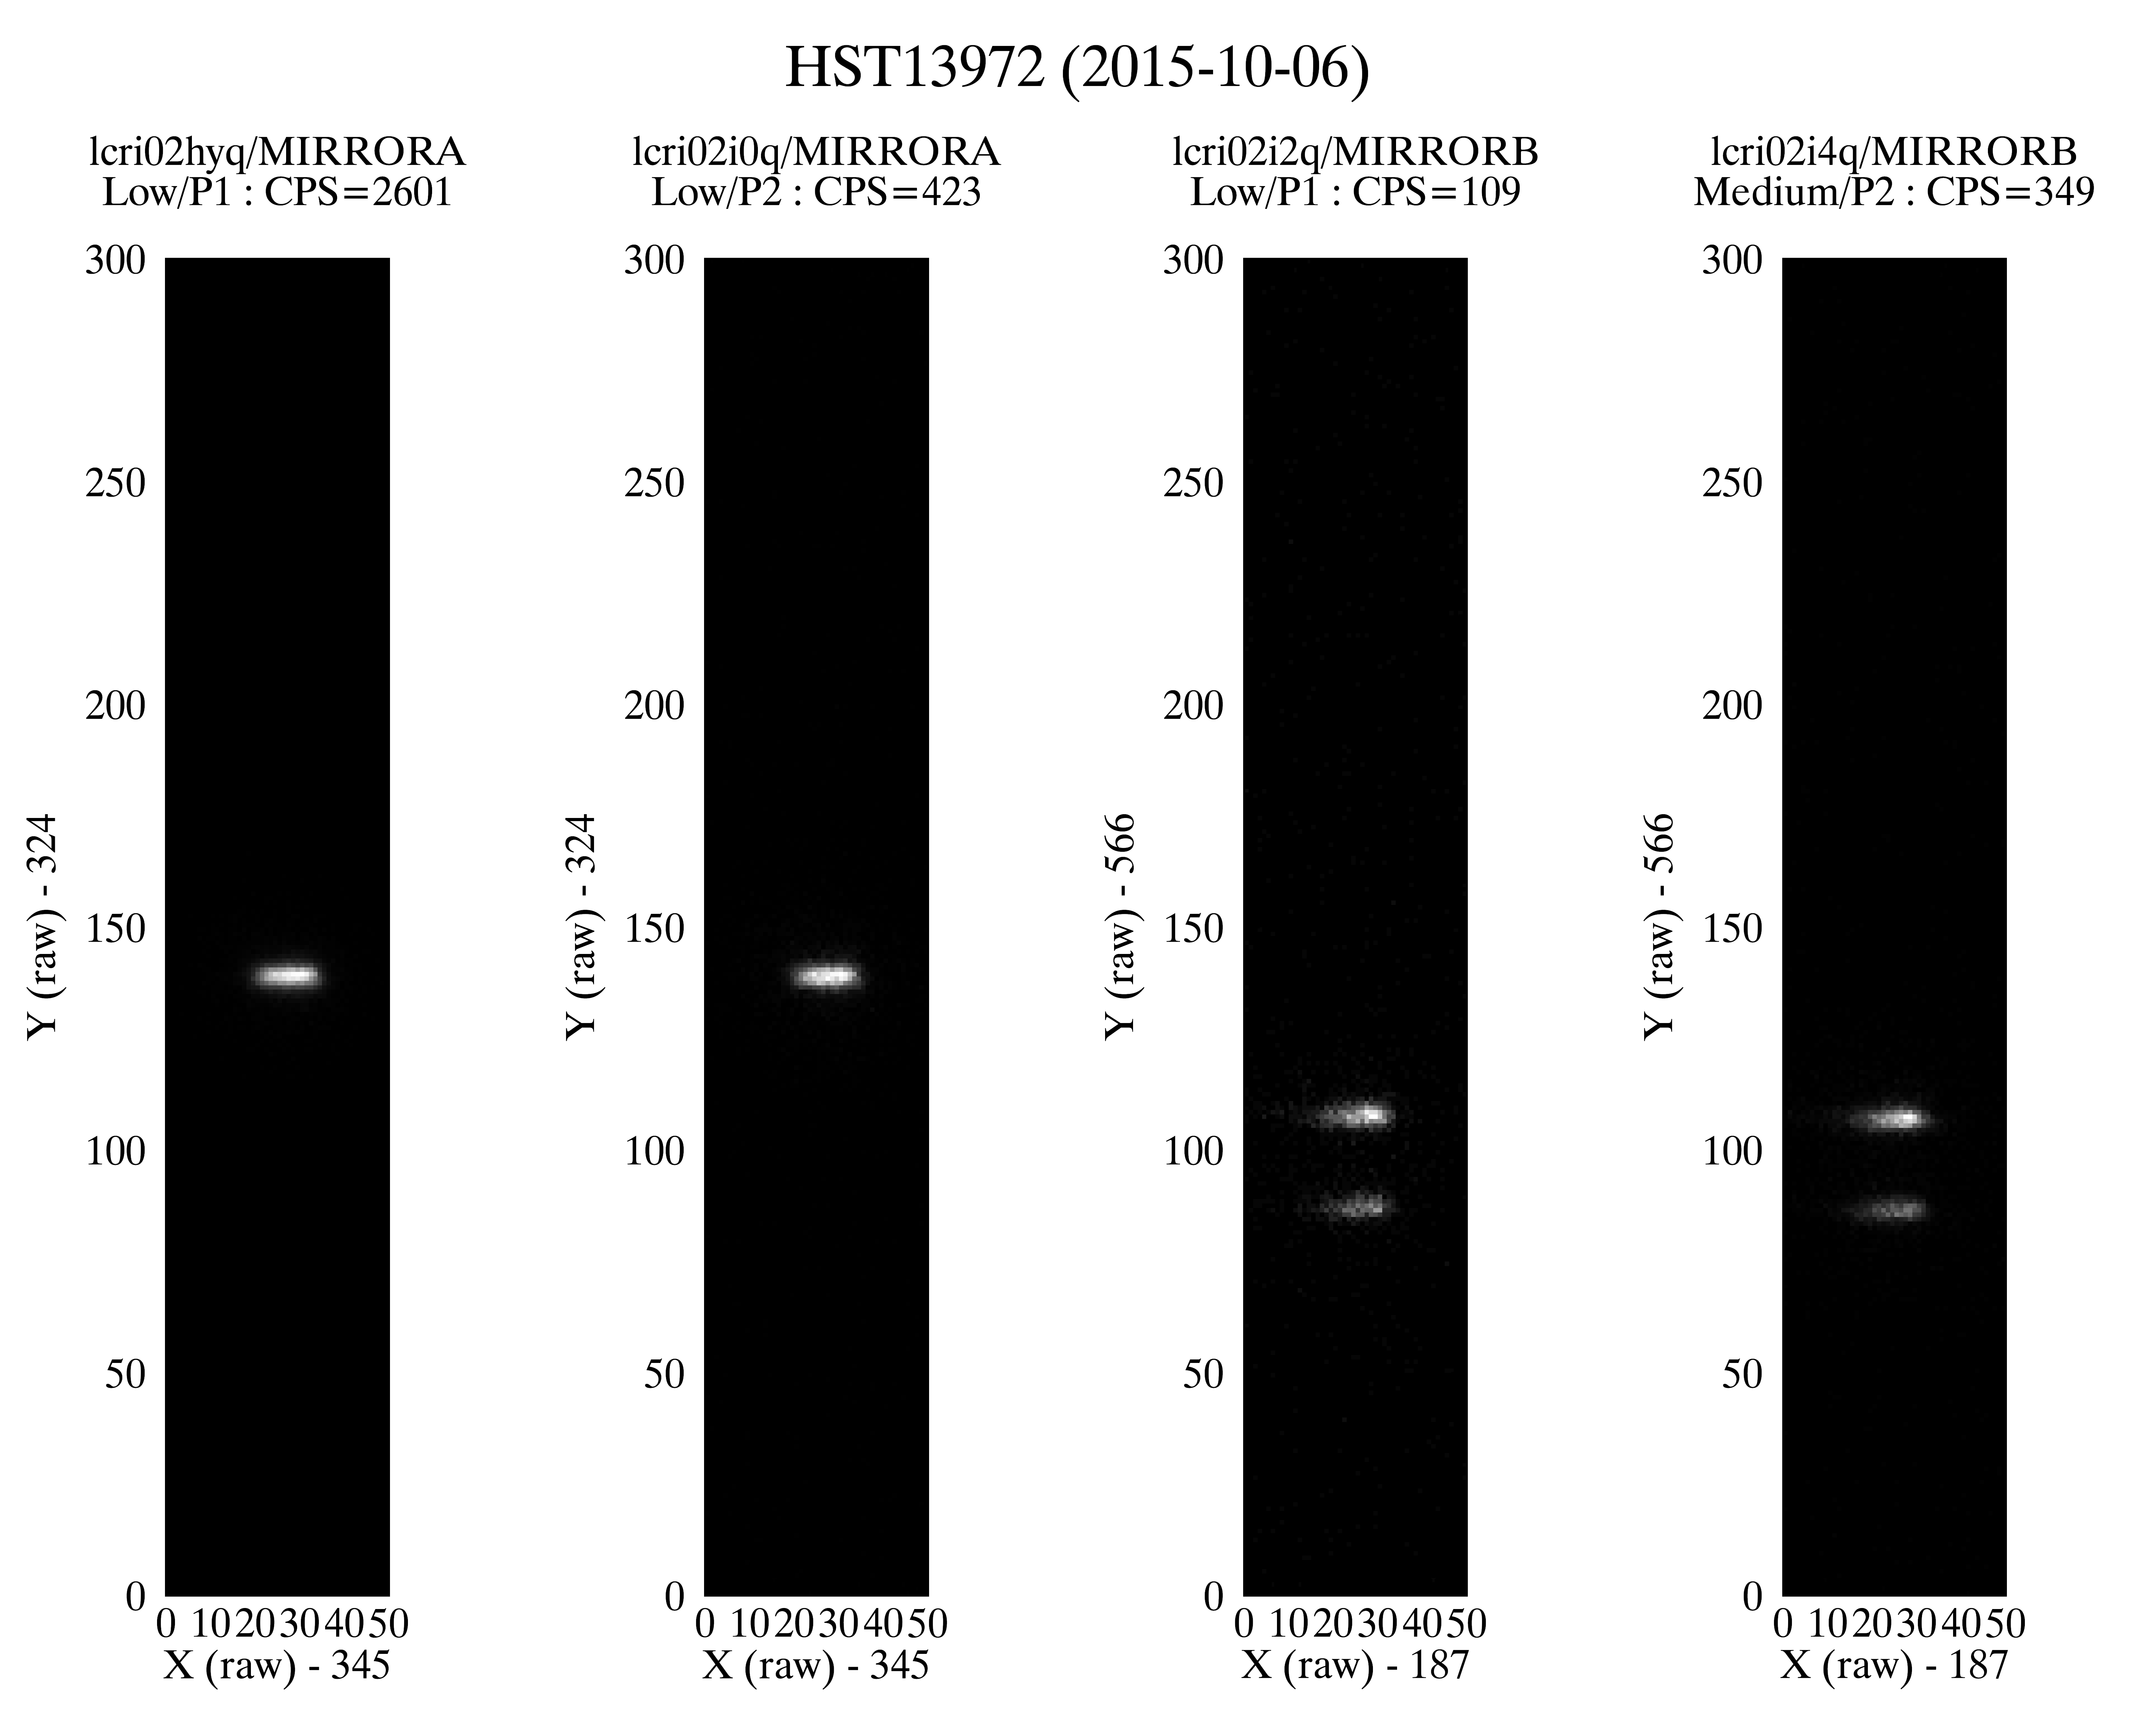 HST13972 (2015-10-06)
lcri02hyq/MIRRORA
Low/P1 : CPS=2601
300
250
200
150
100
50
0
Y (raw) - 324
0 10 20 30 40 50
X (raw) - 345
lcri02i0q/MIRRORA
Low/P2 : CPS=423
300
250
200
150
100
50
0
Y (raw) - 324
0 10 20 30 40 50
X (raw) - 345
lcri02i2q/MIRRORB
Low/P1 : CPS=109
300
250
200
150
100
50
0
Y (raw) - 566
0 10 20 30 40 50
X (raw) - 187
lcri02i4q/MIRRORB
Medium/P2 : CPS=349
300
250
200
150
100
50
0
Y (raw) - 566
0 10 20 30 40 50
X (raw) - 187